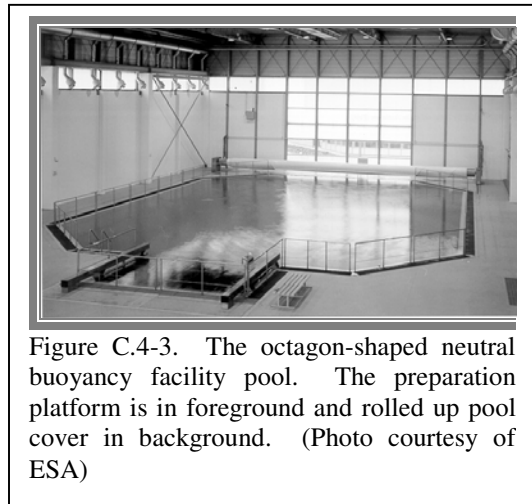 Figure C.4-3. The octagon-shaped neutral
buoyancy facility pool. The preparation
platform is in foreground and rolled up pool
cover in background. (Photo courtesy of
ESA)